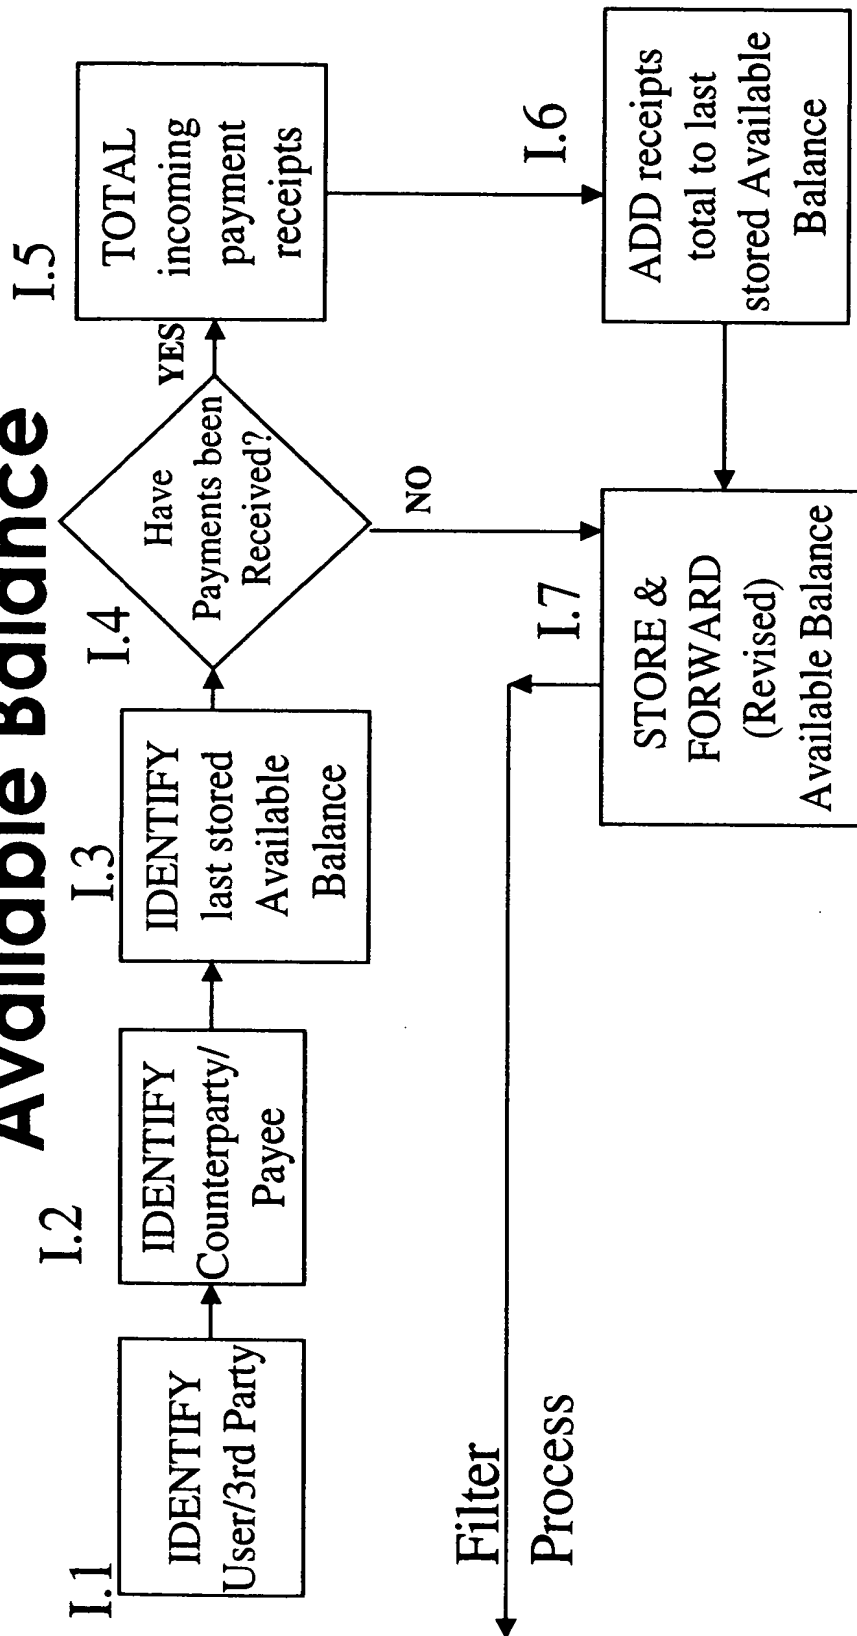 Available Balance
I.1
IDENTIFY
User/3rd Party
I.2
IDENTIFY
Counterparty/
Payee
I.3
IDENTIFY
last stored
Available
Balance
I.4
Have
Payments been
Received?
YES
NO
I.5
TOTAL
incoming
payment
receipts
I.6
ADD receipts
total to last
stored Available
Balance
I.7
STORE &
FORWARD
(Revised)
Available Balance
Filter
Process